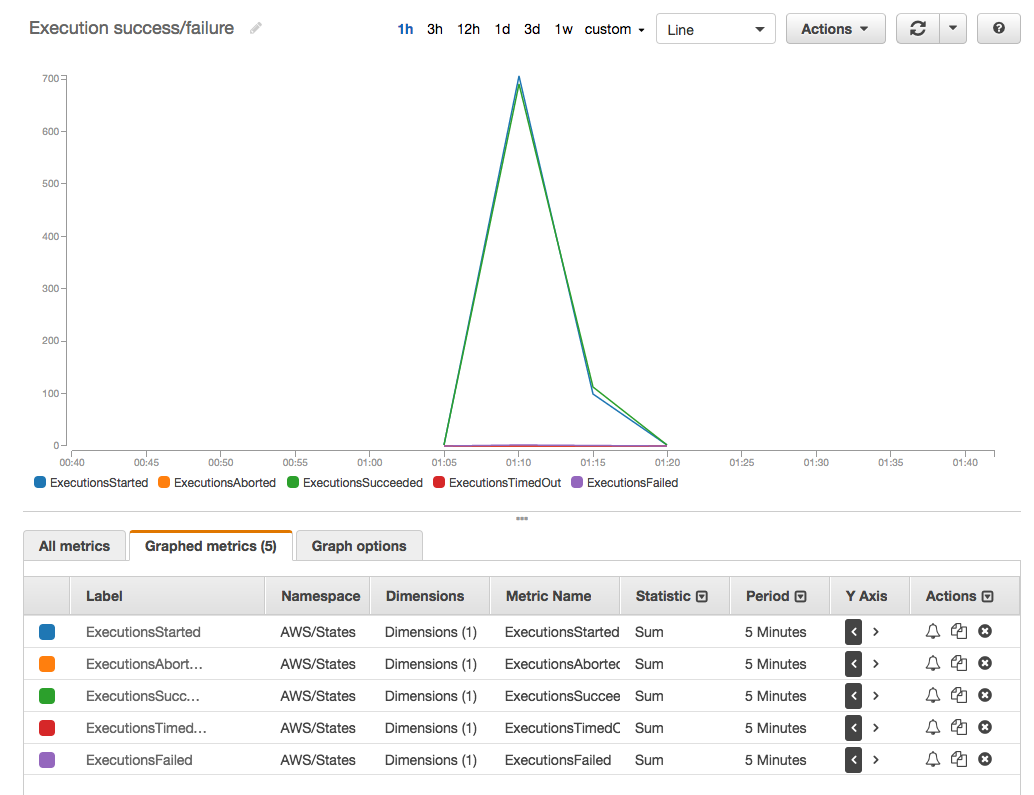 Execution success/failure 1h 3h 12h 1d 3d 1w custom Line Actions ?
700
600
500
400
300
200
100
0
00:40 00:45 00:50 00:55 01:00 01:05 01:10 01:15 01:20 01:25 01:30 01:35 01:40
ExecutionsStarted ExecutionsAborted ExecutionsSucceeded ExecutionsTimedOut ExecutionsFailed
All metrics Graphed metrics (5) Graph options
Label Namespace Dimensions Metric Name Statistic Period Y Axis Actions
ExecutionsStarted AWS/States Dimensions (1) ExecutionsStarted Sum 5 Minutes < >
ExecutionsAbort... AWS/States Dimensions (1) ExecutionsAborted Sum 5 Minutes < >
ExecutionsSucc... AWS/States Dimensions (1) ExecutionsSuccee Sum 5 Minutes < >
ExecutionsTimed... AWS/States Dimensions (1) ExecutionsTimedO Sum 5 Minutes < >
ExecutionsFailed AWS/States Dimensions (1) ExecutionsFailed Sum 5 Minutes < >